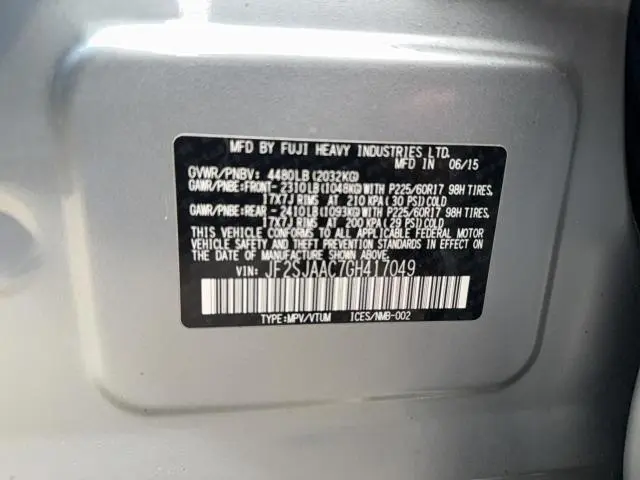 MFD BY FUJI HEAVY INDUSTRIES LTD.
MFD IN 06/15
GVWR/PNBV: 4480LB(2032KG)
GAWR/PNBE:FRONT- 2310LB(1048KG)WITH P225/60R17 98H TIRES,
17X7J RIMS AT 210 KPA(30 PSI)COLD
GAWR/PNBE:REAR - 2410LB(1093KG)WITH P225/60R17 98H TIRES,
17X7J RIMS AT 200 KPA(29 PSI)COLD
THIS VEHICLE CONFORMS TO ALL APPLICABLE FEDERAL MOTOR
VEHICLE SAFETY AND THEFT PREVENTION STANDARDS IN EFFECT
ON THE DATE OF MANUFACTURE SHOWN ABOVE.
VIN: JF2SJAAC7GH417049
TYPE:MPV/VTUM ICES/NMB-002